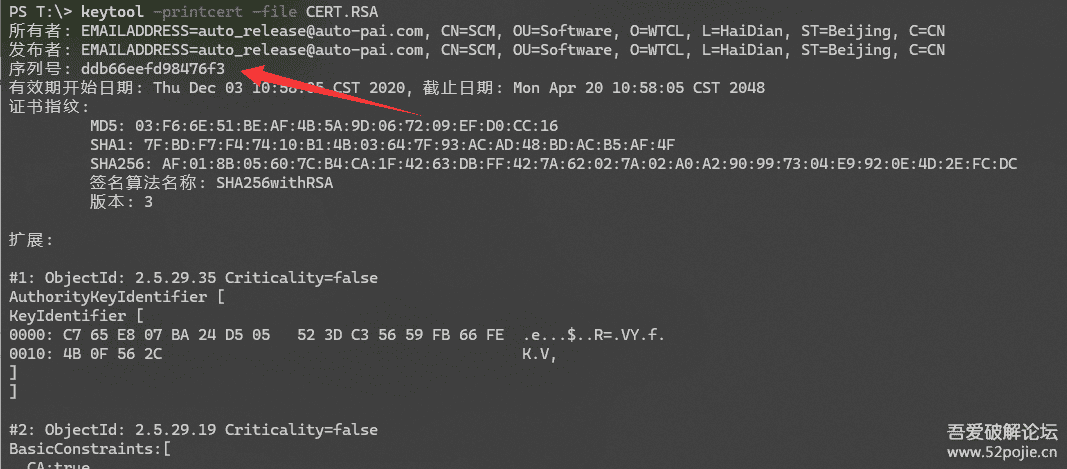 PS T:\> keytool -printcert -file CERT.RSA
所有者: EMAILADDRESS=auto_release@auto-pai.com, CN=SCM, OU=Software, O=WTCL, L=HaiDian, ST=Beijing, C=CN
发布者: EMAILADDRESS=auto_release@auto-pai.com, CN=SCM, OU=Software, O=WTCL, L=HaiDian, ST=Beijing, C=CN
序列号: ddb66eefd98476f3
有效期开始日期: Thu Dec 03 10:58:05 CST 2020, 截止日期: Mon Apr 20 10:58:05 CST 2048
证书指纹:
MD5: 03:F6:6E:51:BE:AF:4B:5A:9D:06:72:09:EF:D0:CC:16
SHA1: 7F:BD:F7:F4:74:10:B1:4B:03:64:7F:93:AC:AD:48:BD:AC:B5:AF:4F
SHA256: AF:01:8B:05:60:7C:B4:CA:1F:42:63:DB:FF:42:7A:62:02:7A:02:A0:A2:90:99:73:04:E9:92:0E:4D:2E:FC:DC
签名算法名称: SHA256withRSA
版本: 3
扩展:
#1: ObjectId: 2.5.29.35 Criticality=false
AuthorityKeyIdentifier [
KeyIdentifier [
0000: C7 65 E8 07 BA 24 D5 05   52 3D C3 56 59 FB 66 FE  .e...$..R=.VY.f.
0010: 4B 0F 56 2C                                        K.V,
]
]
#2: ObjectId: 2.5.29.19 Criticality=false
BasicConstraints:[
CA:true
吾爱破解论坛
www.52pojie.cn